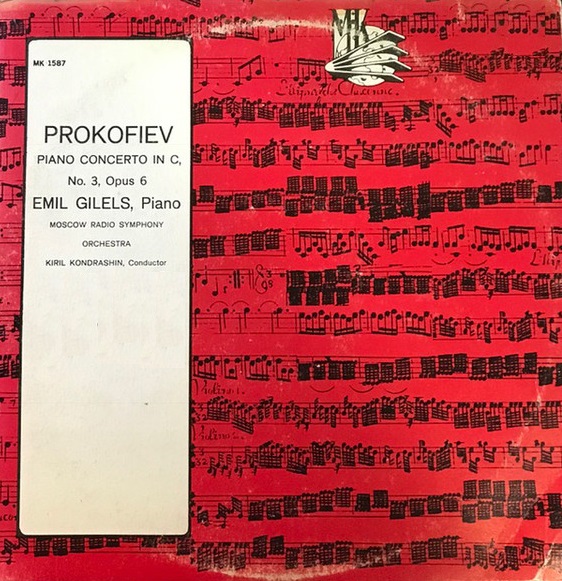 MK 1587
MK
PROKOFIEV
PIANO CONCERTO IN C,
No. 3, Opus 6
EMIL GILELS, Piano
MOSCOW RADIO SYMPHONY
ORCHESTRA
KIRIL KONDRASHIN, Conductor